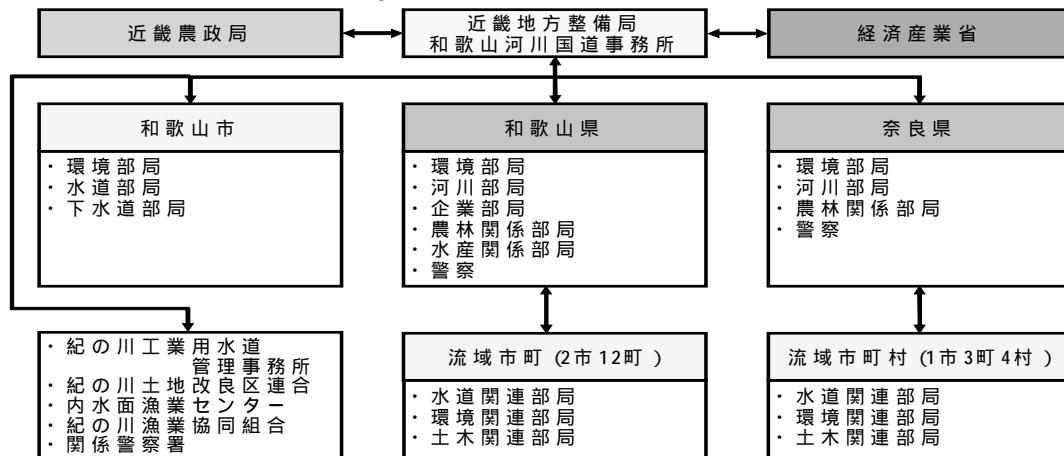 近畿農政局
近畿地方整備局
和歌山河川国道事務所
経済産業省
和歌山市
・環境部局
・水道部局
・下水道部局
和歌山県
・環境部局
・河川部局
・企業部局
・農林関係部局
・水産関係部局
・警察
奈良県
・環境部局
・河川部局
・農林関係部局
・警察
・紀の川工業用水道
管理事務所
・紀の川土地改良区連合
・内水面漁業センター
・紀の川漁業協同組合
・関係警察署
流域市町(2市12町)
・水道関連部局
・環境関連部局
・土木関連部局
流域市町村(1市3町4村)
・水道関連部局
・環境関連部局
・土木関連部局